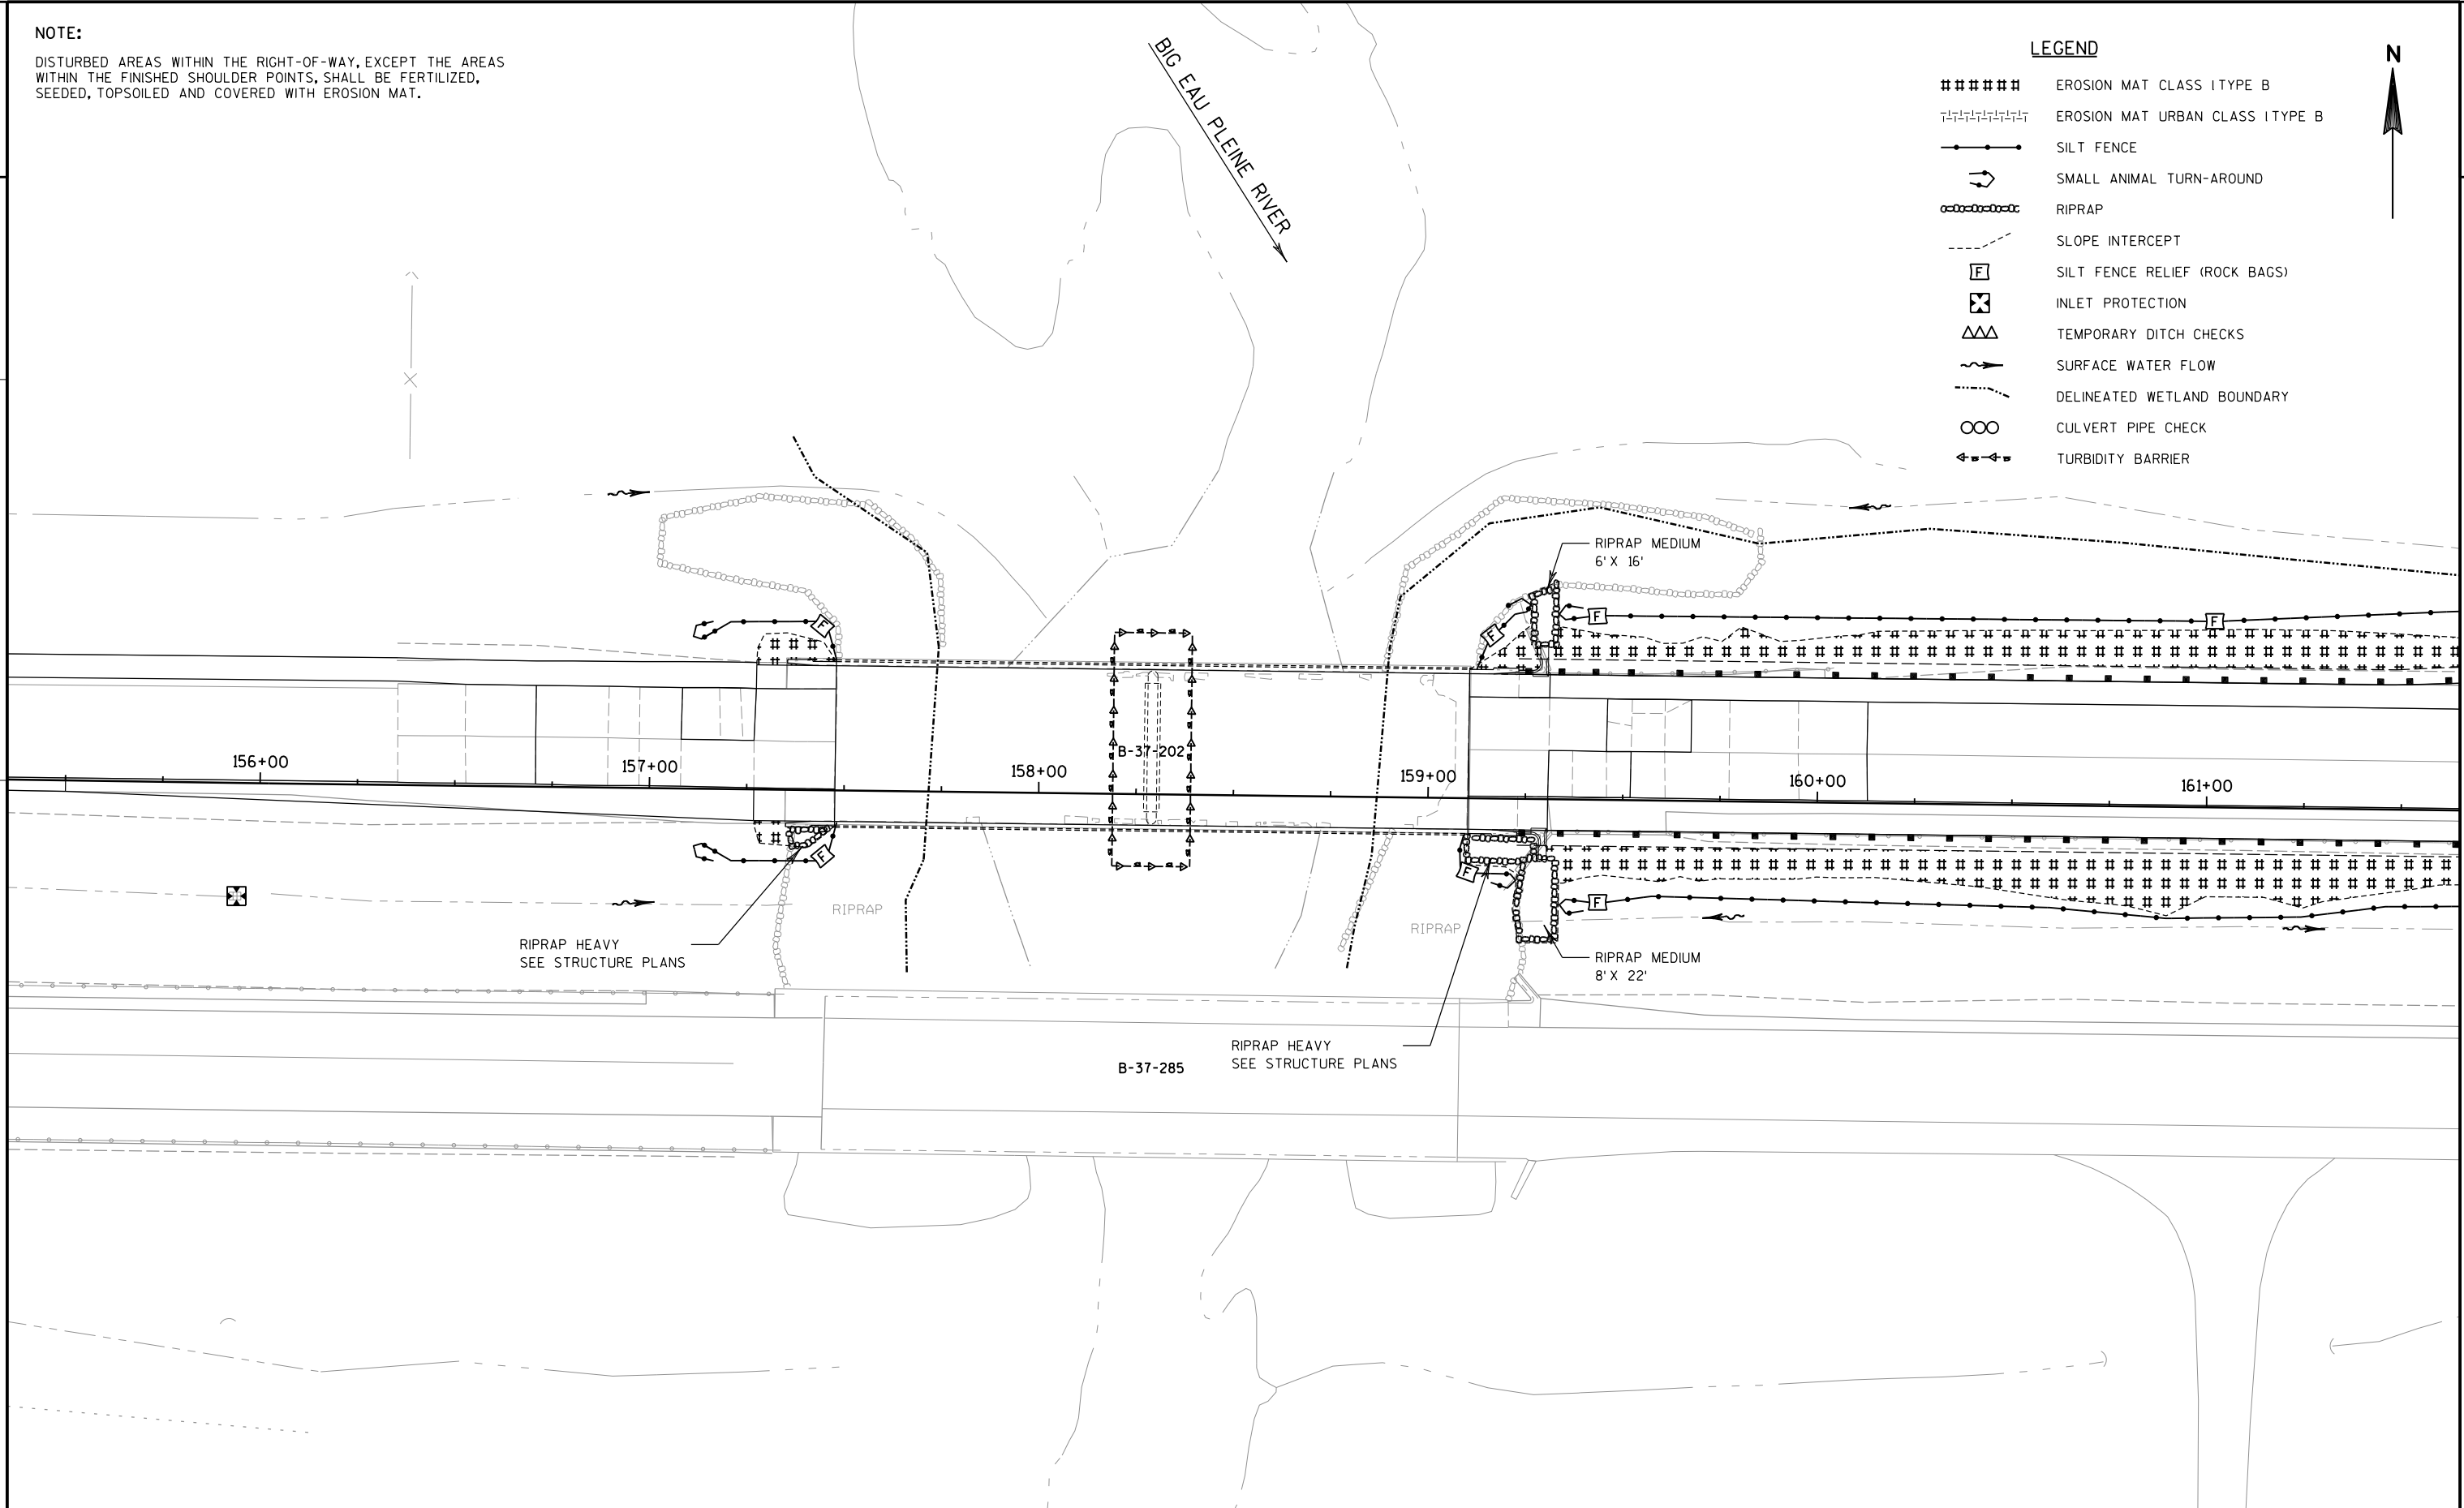 NOTE:
DISTURBED AREAS WITHIN THE RIGHT-OF-WAY, EXCEPT THE AREAS
WITHIN THE FINISHED SHOULDER POINTS, SHALL BE FERTILIZED,
SEEDED, TOPSOILED AND COVERED WITH EROSION MAT.
BIG EAU PLEINE RIVER
LEGEND
N
EROSION MAT CLASS I TYPE B
EROSION MAT URBAN CLASS I TYPE B
SILT FENCE
SMALL ANIMAL TURN-AROUND
RIPRAP
SLOPE INTERCEPT
F SILT FENCE RELIEF (ROCK BAGS)
INLET PROTECTION
TEMPORARY DITCH CHECKS
SURFACE WATER FLOW
DELINEATED WETLAND BOUNDARY
CULVERT PIPE CHECK
TURBIDITY BARRIER
RIPRAP MEDIUM
6' X 16'
F
F
F
F
B-37-202
156+00
157+00
158+00
159+00
160+00
161+00
F
F
F
RIPRAP
RIPRAP
RIPRAP HEAVY
SEE STRUCTURE PLANS
RIPRAP MEDIUM
8' X 22'
RIPRAP HEAVY
SEE STRUCTURE PLANS
B-37-285